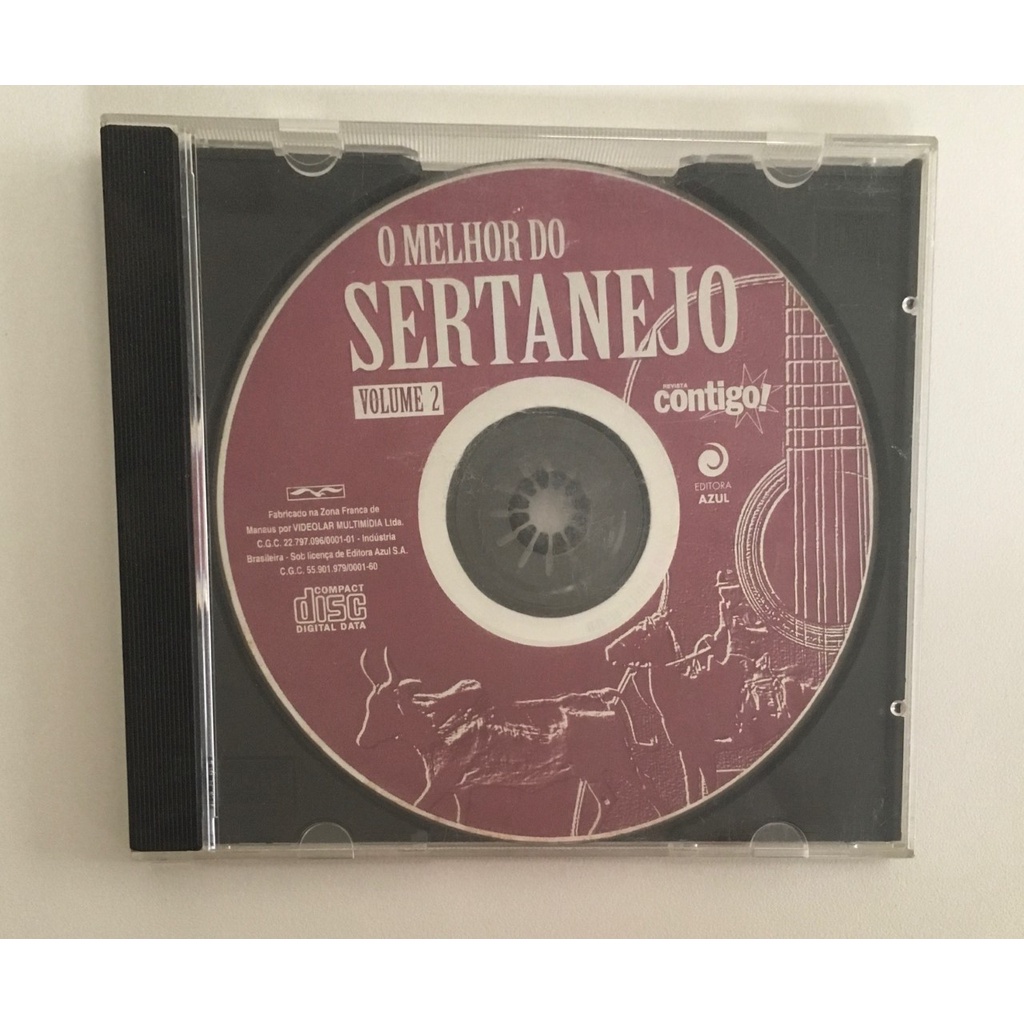 O MELHOR DO
SERTANEJO
VOLUME 2
REVISTA
contigo!
EDITORA
AZUL
Fabricado na Zona Franca de
Manaus por VIDEOLAR MULTIMÍDIA Ltda.
C.G.C. 22.797.096/0001-01 - Indústria
Brasileira - Sob licença de Editora Azul S.A.
C.G.C. 55.901.979/0001-60
COMPACT
disc
DIGITAL DATA